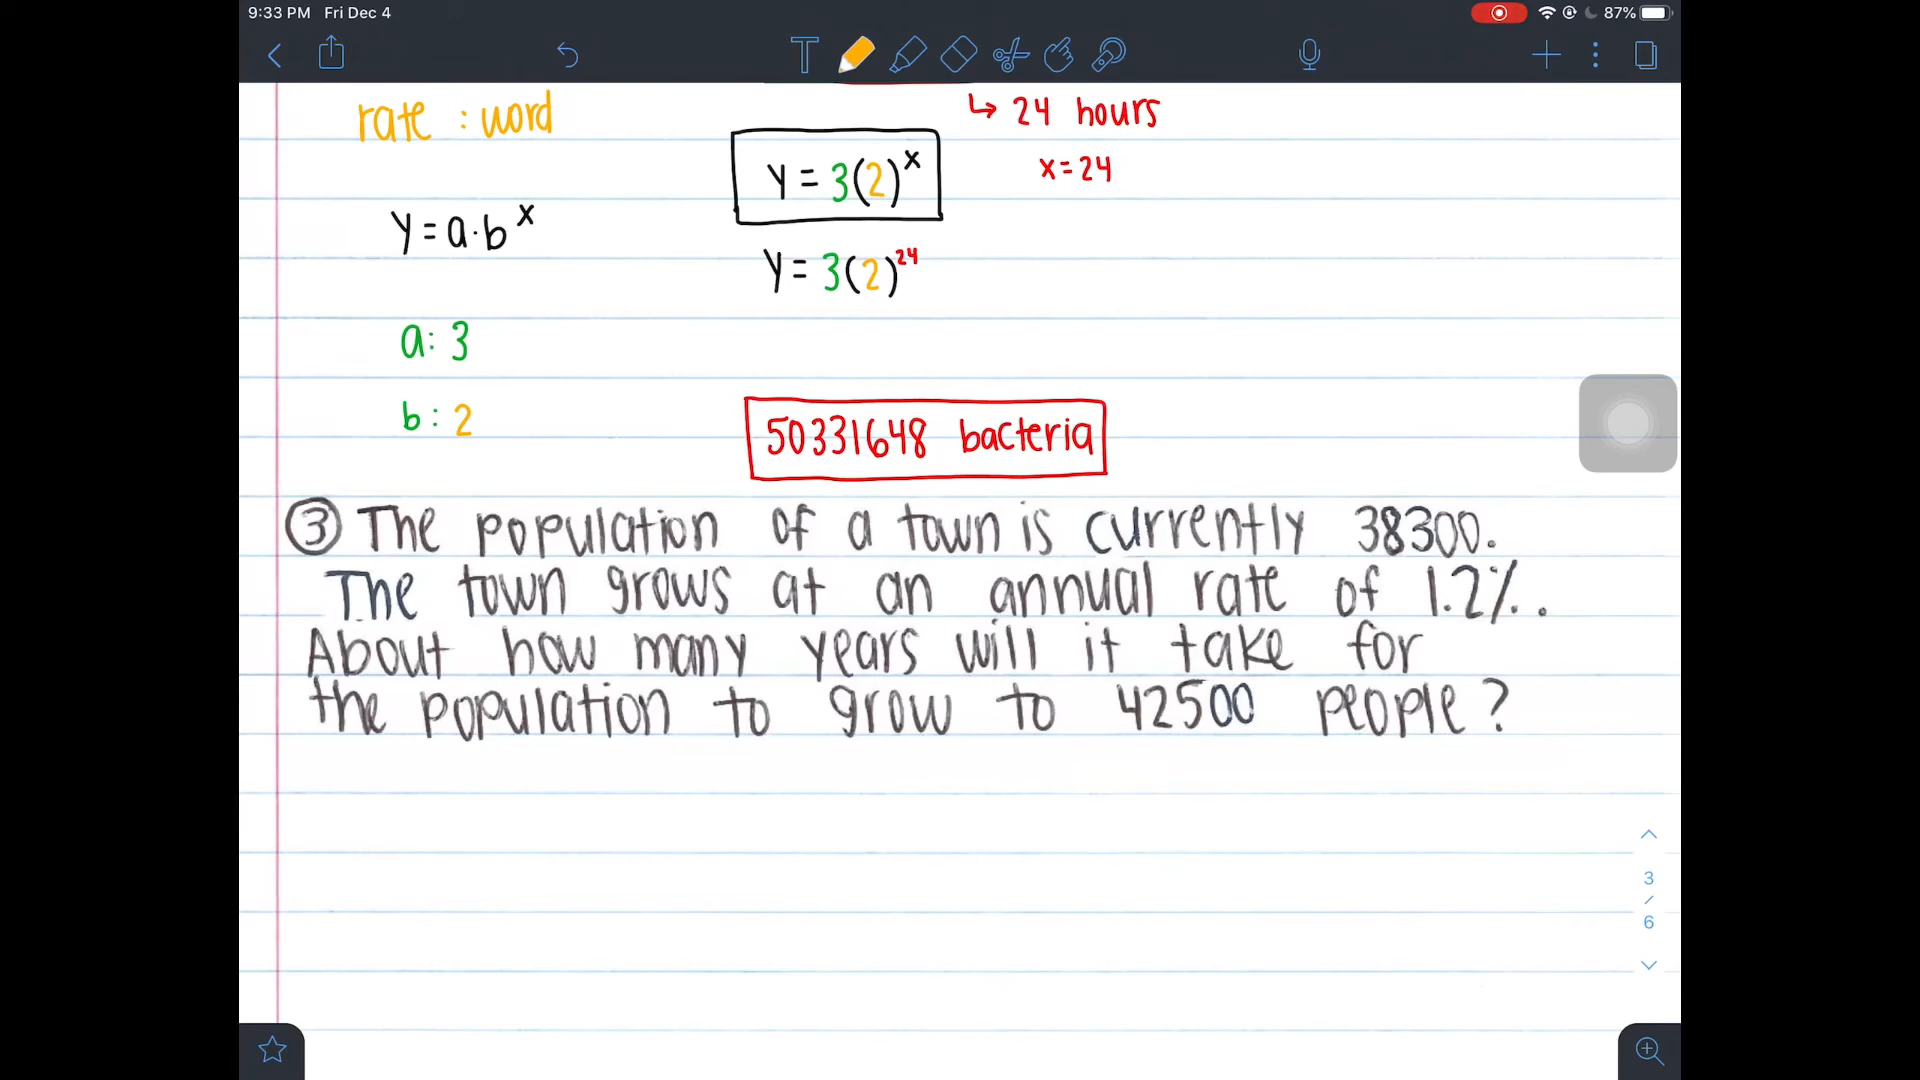 9:33 PM Fri Dec 4
87%
T
rate : word
↳ 24 hours
y = 3(2)^x
x = 24
y = a · b^x
y = 3(2)^24
a: 3
b: 2
50331648 bacteria
③ The population of a town is currently 38300.
The town grows at an annual rate of 1.2%.
About how many years will it take for
the population to grow to 42500 people?
3
/
6